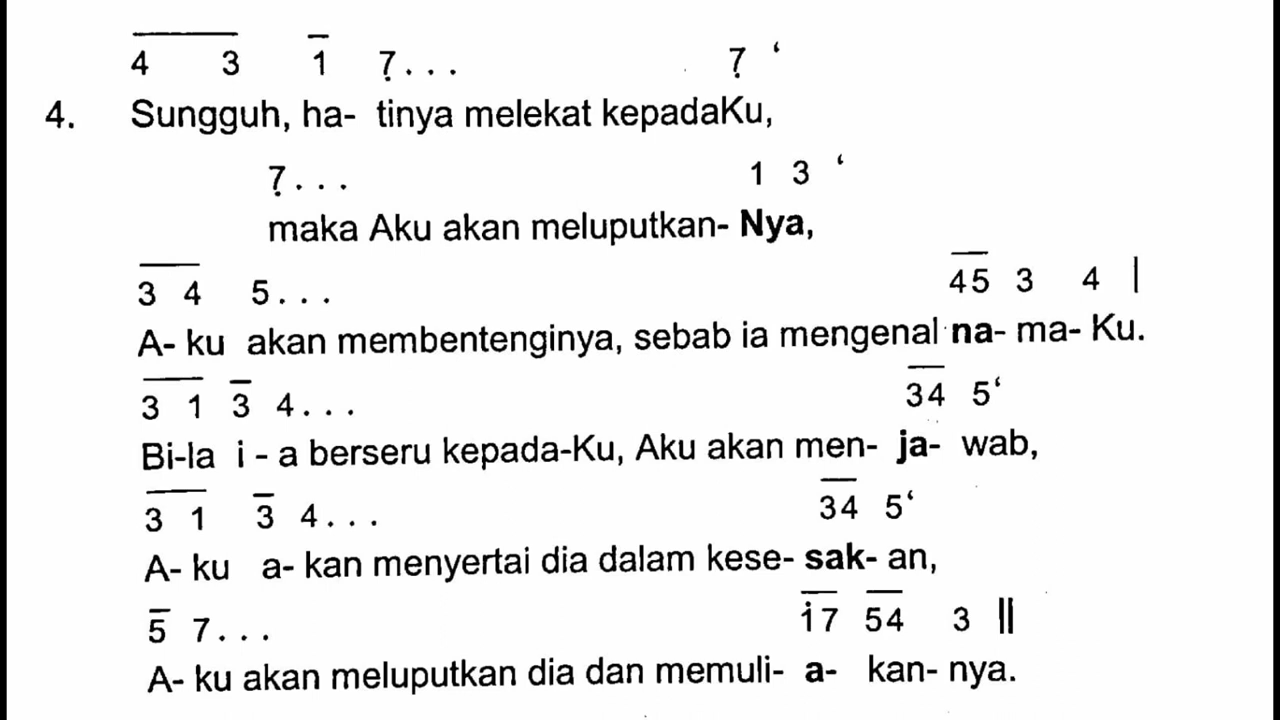 4 3 1 7̣... 7̣ ‘
4. Sungguh, ha- tinya melekat kepadaKu,
7̣... 1 3 ‘
maka Aku akan meluputkan- Nya,
3 4 5... 45 3 4 |
A- ku akan membentenginya, sebab ia mengenal na- ma- Ku.
3 1 3 4... 34 5‘
Bi-la i - a berseru kepada-Ku, Aku akan men- ja- wab,
3 1 3 4... 34 5‘
A- ku a- kan menyertai dia dalam kese- sak- an,
5 7... i7 54 3 ||
A- ku akan meluputkan dia dan memuli- a- kan- nya.